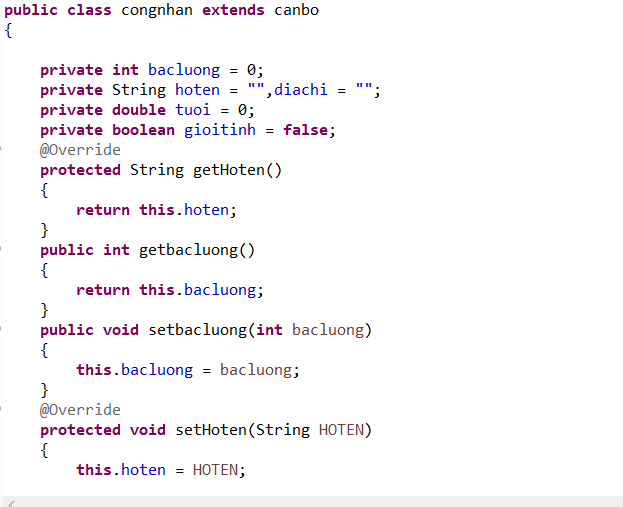 public class congnhan extends canbo
{
private int bacluong = 0;
private String hoten = "",diachi = "";
private double tuoi = 0;
private boolean gioitinh = false;
@Override
protected String getHoten()
{
return this.hoten;
}
public int getbacluong()
{
return this.bacluong;
}
public void setbacluong(int bacluong)
{
this.bacluong = bacluong;
}
@Override
protected void setHoten(String HOTEN)
{
this.hoten = HOTEN;